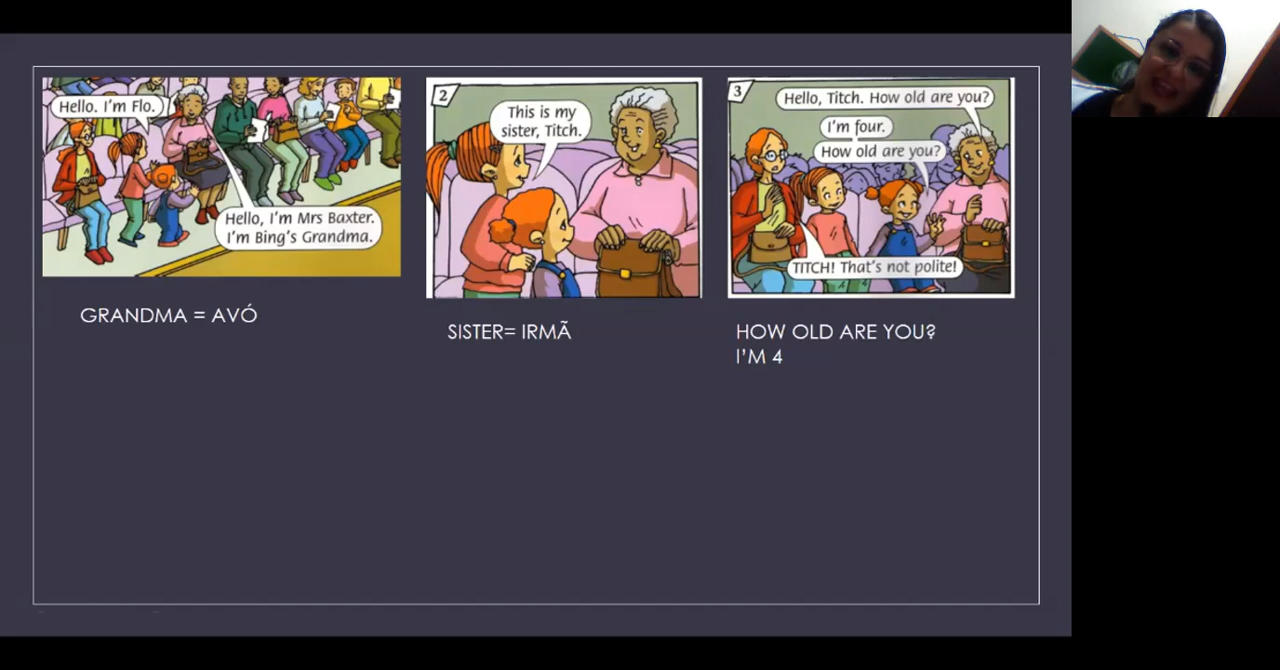 Hello. I'm Flo.
Hello, I'm Mrs Baxter.
I'm Bing's Grandma.
GRANDMA = AVÓ
2
This is my
sister, Titch.
SISTER= IRMÃ
3
Hello, Titch. How old are you?
I'm four.
How old are you?
TITCH! That's not polite!
HOW OLD ARE YOU?
I'M 4